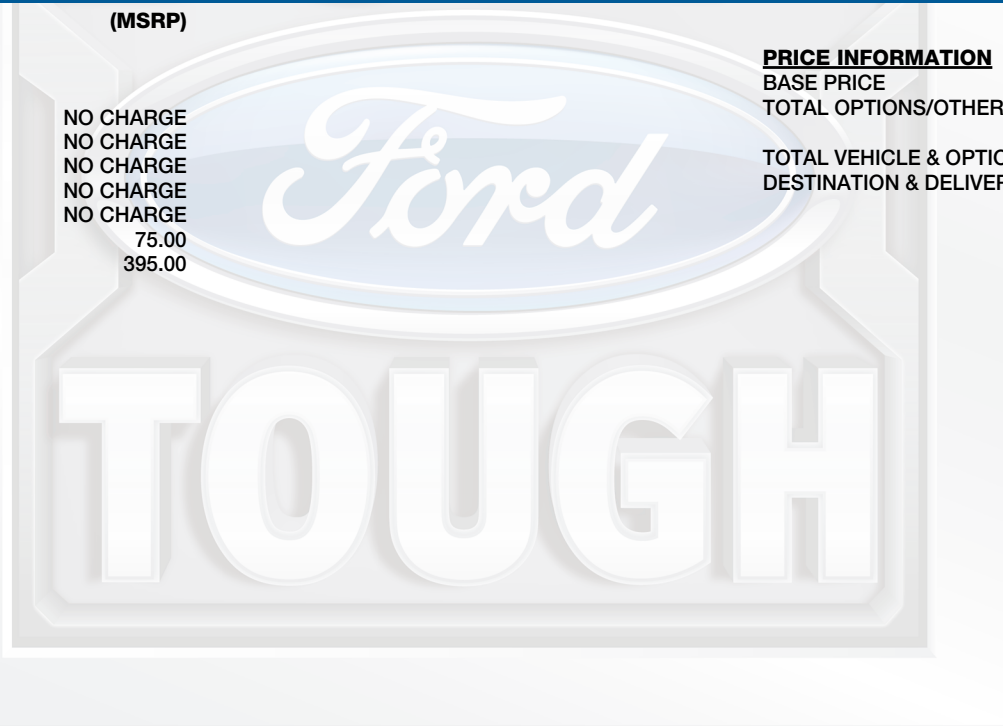 (MSRP)
NO CHARGE
NO CHARGE
NO CHARGE
NO CHARGE
NO CHARGE
75.00
395.00
PRICE INFORMATION
BASE PRICE
TOTAL OPTIONS/OTHER
TOTAL VEHICLE & OPTIO
DESTINATION & DELIVER
Ford
TOUGH